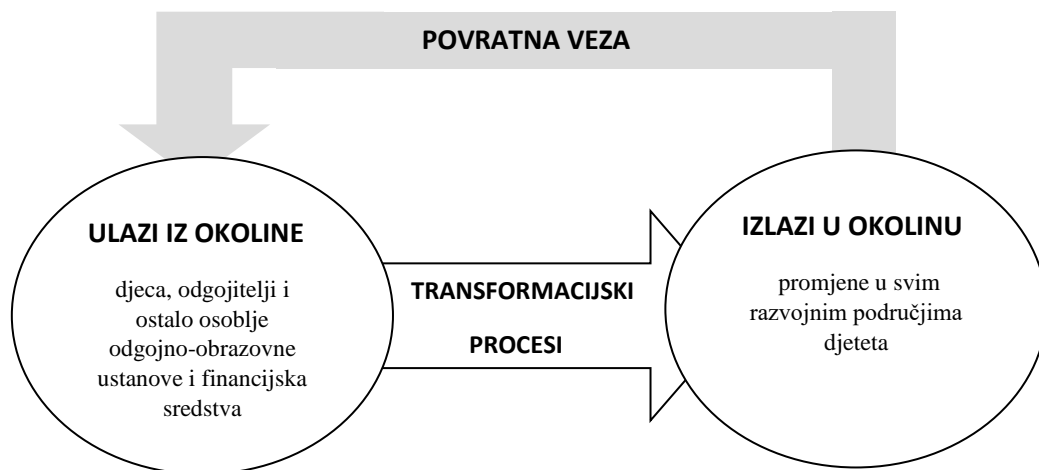 POVRATNA VEZA
ULAZI IZ OKOLINE
djeca, odgojitelji i
ostalo osoblje
odgojno-obrazovne
ustanove i financijska
sredstva
TRANSFORMACIJSKI
PROCESI
IZLAZI U OKOLINU
promjene u svim
razvojnim područjima
djeteta